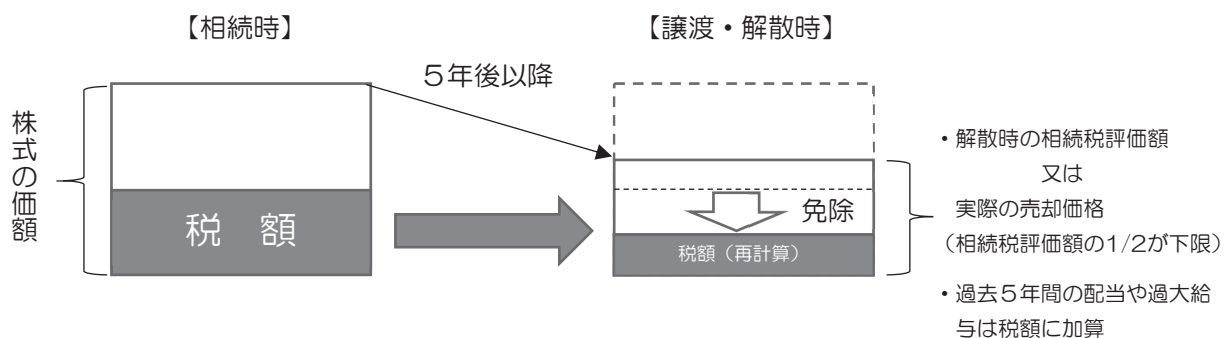 【相続時】
【譲渡・解散時】
5年後以降
株式の価額
税 額
免除
税額（再計算）
・解散時の相続税評価額
又は
実際の売却価格
（相続税評価額の1/2が下限）
・過去5年間の配当や過大給
与は税額に加算